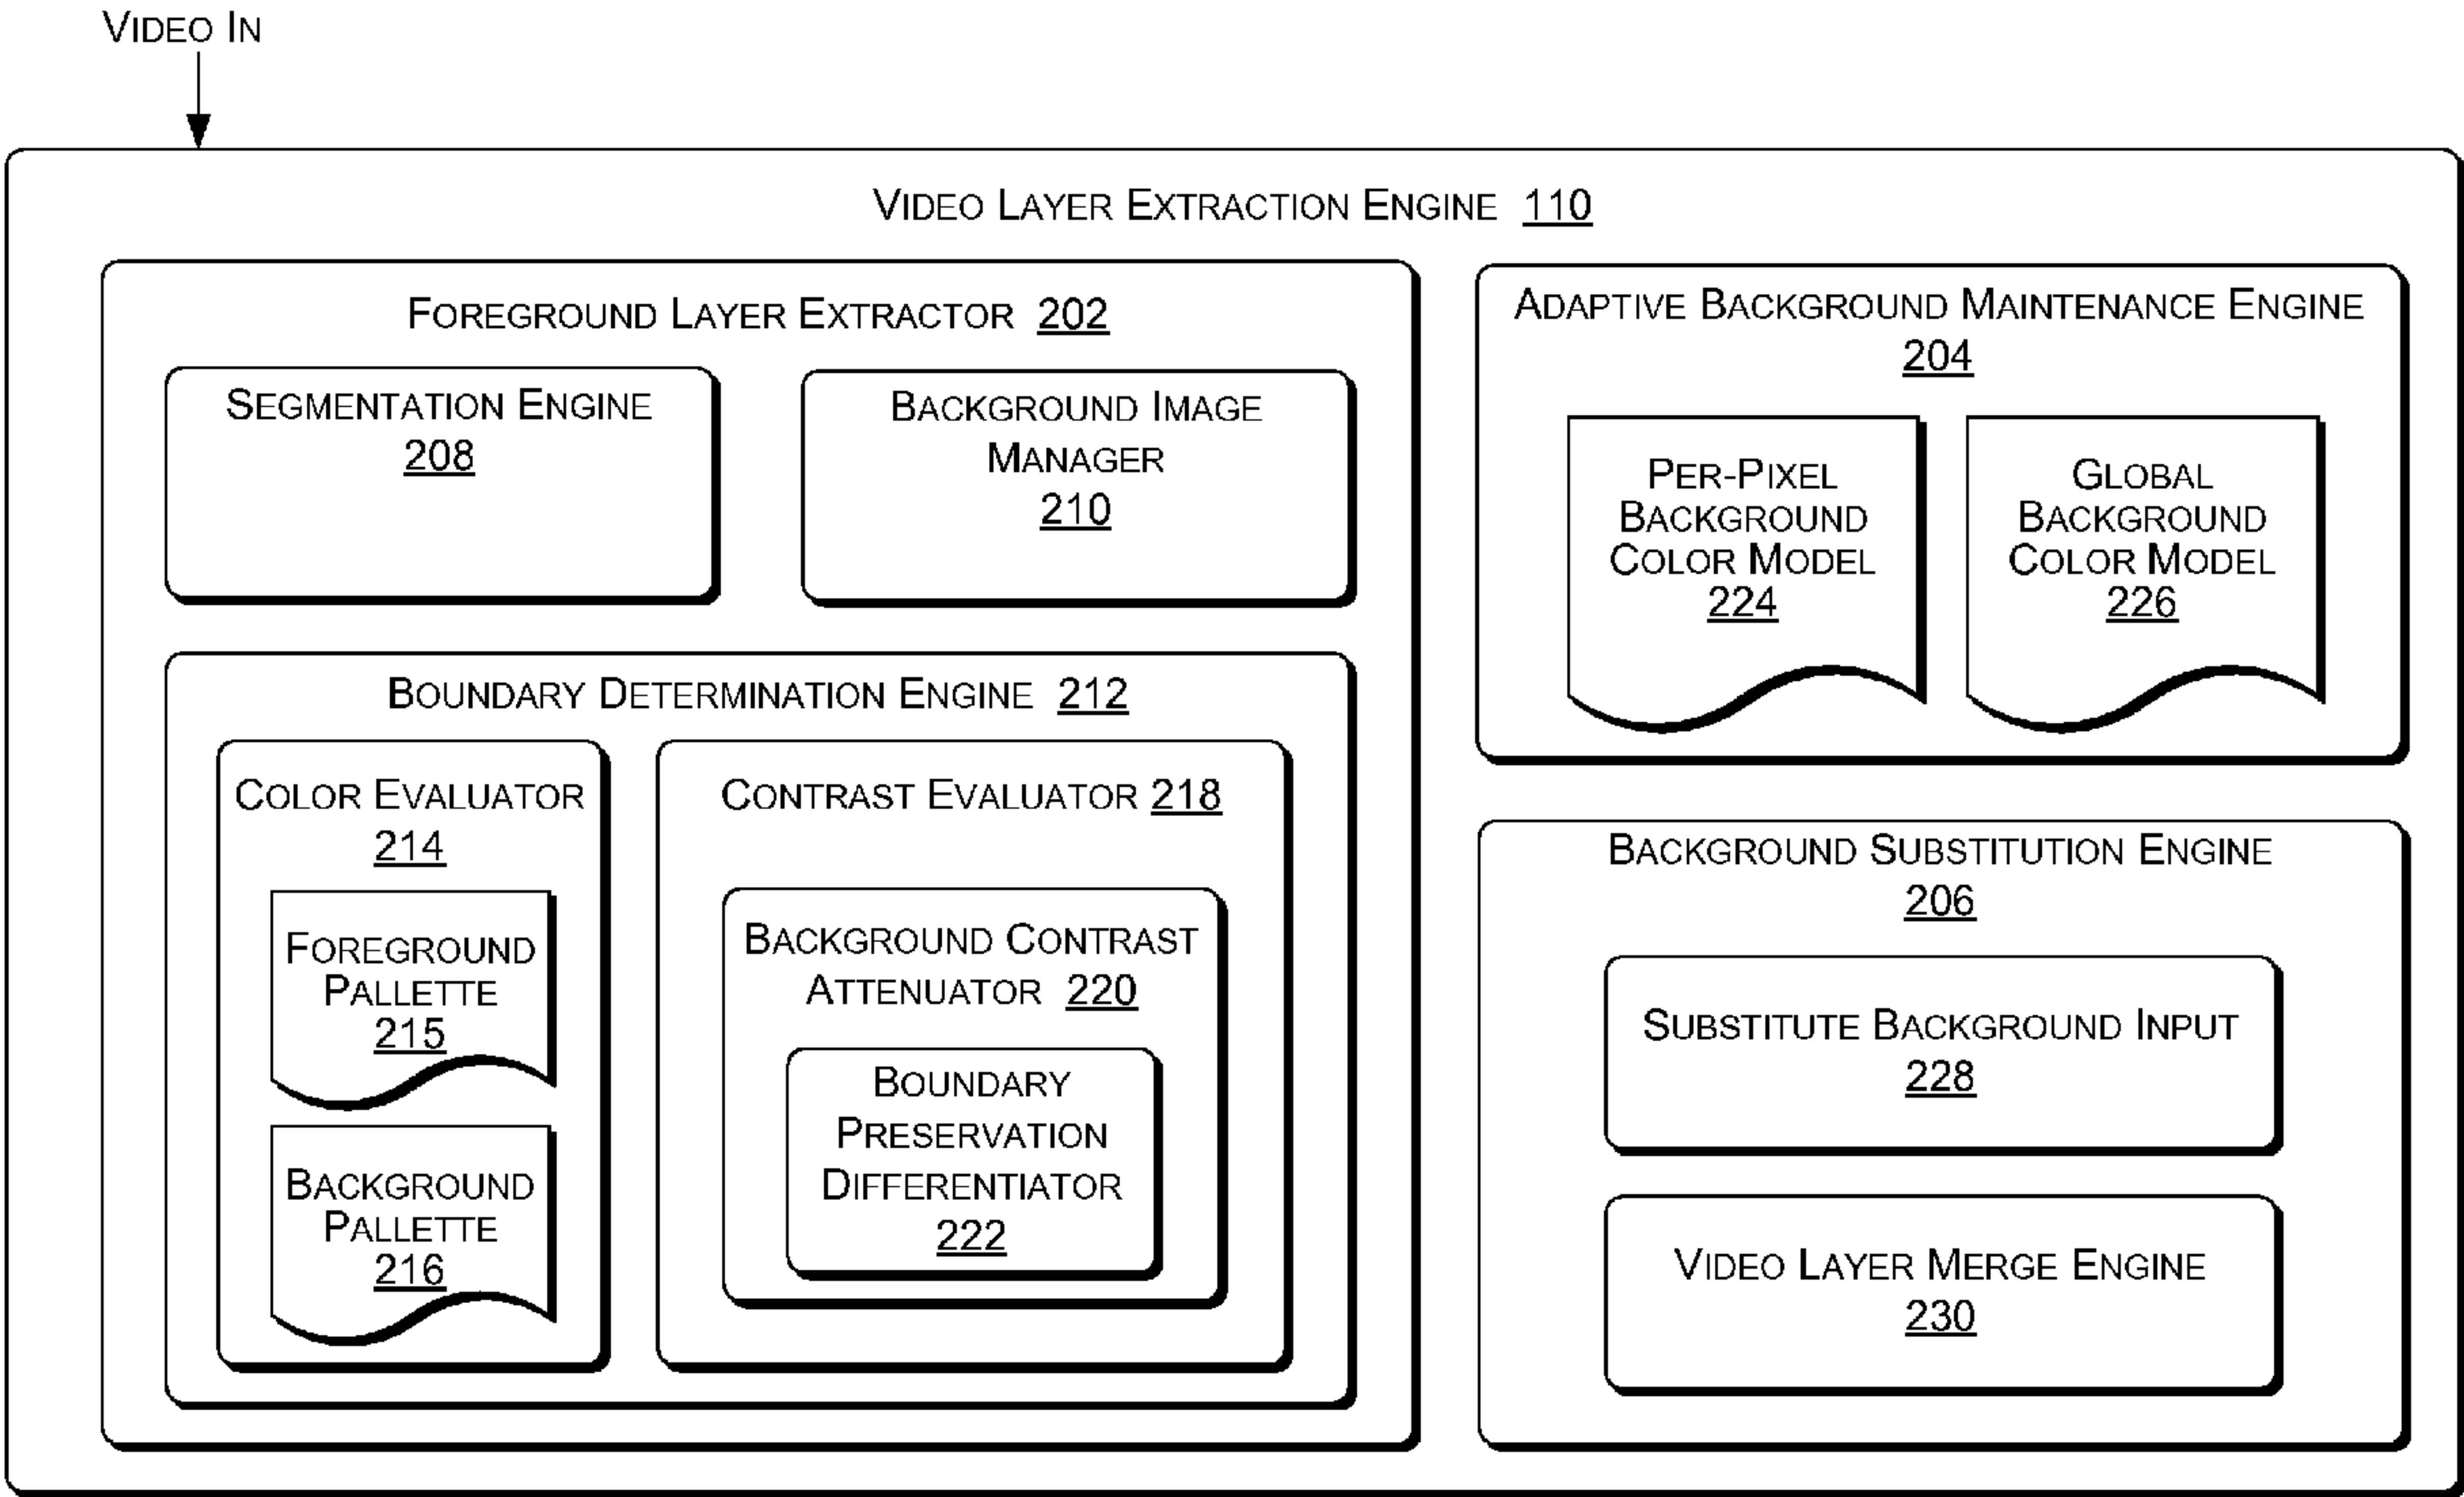 VIDEO IN
VIDEO LAYER EXTRACTION ENGINE 110
FOREGROUND LAYER EXTRACTOR 202
SEGMENTATION ENGINE
208
BACKGROUND IMAGE
MANAGER
210
BOUNDARY DETERMINATION ENGINE 212
COLOR EVALUATOR
214
FOREGROUND
PALLETTE
215
BACKGROUND
PALLETTE
216
CONTRAST EVALUATOR 218
BACKGROUND CONTRAST
ATTENUATOR 220
BOUNDARY
PRESERVATION
DIFFERENTIATOR
222
ADAPTIVE BACKGROUND MAINTENANCE ENGINE
204
PER-PIXEL
BACKGROUND
COLOR MODEL
224
GLOBAL
BACKGROUND
COLOR MODEL
226
BACKGROUND SUBSTITUTION ENGINE
206
SUBSTITUTE BACKGROUND INPUT
228
VIDEO LAYER MERGE ENGINE
230